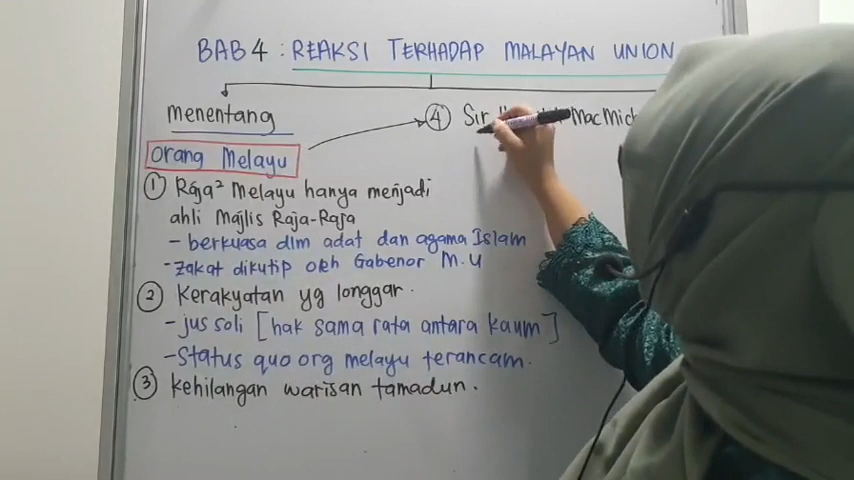 BAB 4 : REAKSI TERHADAP MALAYAN UNION
Menentang
Orang Melayu
① Raja² Melayu hanya menjadi
ahli Majlis Raja-Raja
- berkuasa dlm adat dan agama Islam
- zakat dikutip oleh Gabenor M.U
② Kerakyatan yg longgar.
- jus soli [hak sama rata antara kaum]
- Status quo org melayu terancam.
③ kehilangan warisan tamadun.
④ Sir MacMich